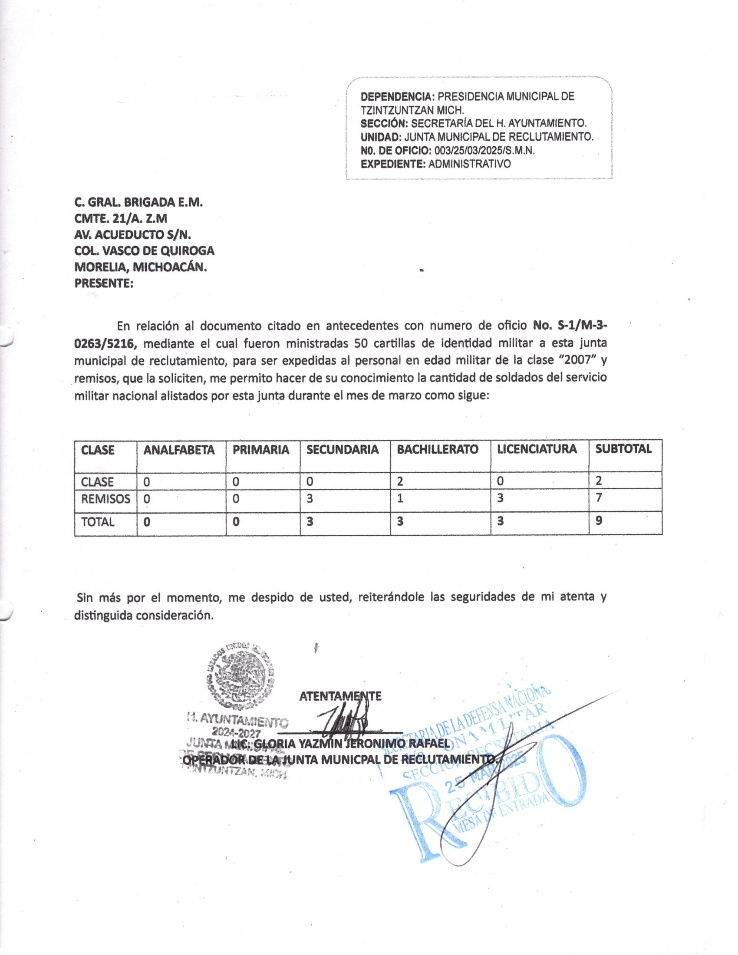 DEPENDENCIA: PRESIDENCIA MUNICIPAL DE
TZINTZUNTZAN MICH.
SECCIÓN: SECRETARÍA DEL H. AYUNTAMIENTO.
UNIDAD: JUNTA MUNICIPAL DE RECLUTAMIENTO.
N0. DE OFICIO: 003/25/03/2025/S.M.N.
EXPEDIENTE: ADMINISTRATIVO
C. GRAL. BRIGADA E.M.
CMTE. 21/A. Z.M
AV. ACUEDUCTO S/N.
COL. VASCO DE QUIROGA
MORELIA, MICHOACÁN.
PRESENTE:
En relación al documento citado en antecedentes con numero de oficio No. S-1/M-3-
0263/5216, mediante el cual fueron ministradas 50 cartillas de identidad militar a esta junta
municipal de reclutamiento, para ser expedidas al personal en edad militar de la clase "2007" y
remisos, que la soliciten, me permito hacer de su conocimiento la cantidad de soldados del servicio
militar nacional alistados por esta junta durante el mes de marzo como sigue:
CLASE ANALFABETA PRIMARIA SECUNDARIA BACHILLERATO LICENCIATURA SUBTOTAL
CLASE 0 0 0 2 0 2
REMISOS 0 0 3 1 3 7
TOTAL 0 0 3 3 3 9
Sin más por el momento, me despido de usted, reiterándole las seguridades de mi atenta y
distinguida consideración.
ATENTAMENTE
H. AYUNTAMIENTO
2024-2027
JUNTA MUNICIPAL
LIC. GLORIA YAZMIN JERONIMO RAFAEL
OPERADOR DE LA JUNTA MUNICPAL DE RECLUTAMIENTO.
TZINTZUNTZAN, MICH
SECRETARIA DE LA DEFENSA NACIONAL
ZONA MILITAR
SECCION SECRETARIA
25 MAR 2025
RECIBIDO
MESA DE ENTRADA